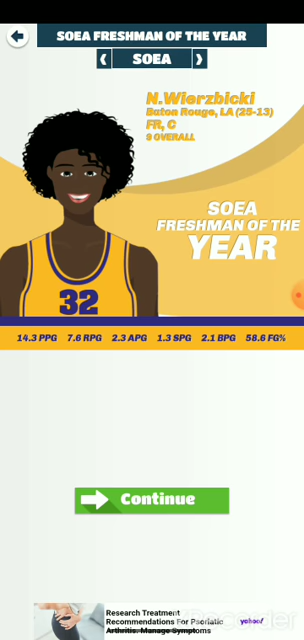 SOEA FRESHMAN OF THE YEAR
SOEA
N.Wierzbicki
Baton Rouge, LA (25-13)
FR, C
9 OVERALL
SOEA
FRESHMAN OF THE
YEAR
32
14.3 PPG 7.6 RPG 2.3 APG 1.3 SPG 2.1 BPG 58.6 FG%
Continue
Research Treatment
Recommendations For Psoriatic
Arthritis. Manage Symptoms
yahoo!
Recorder